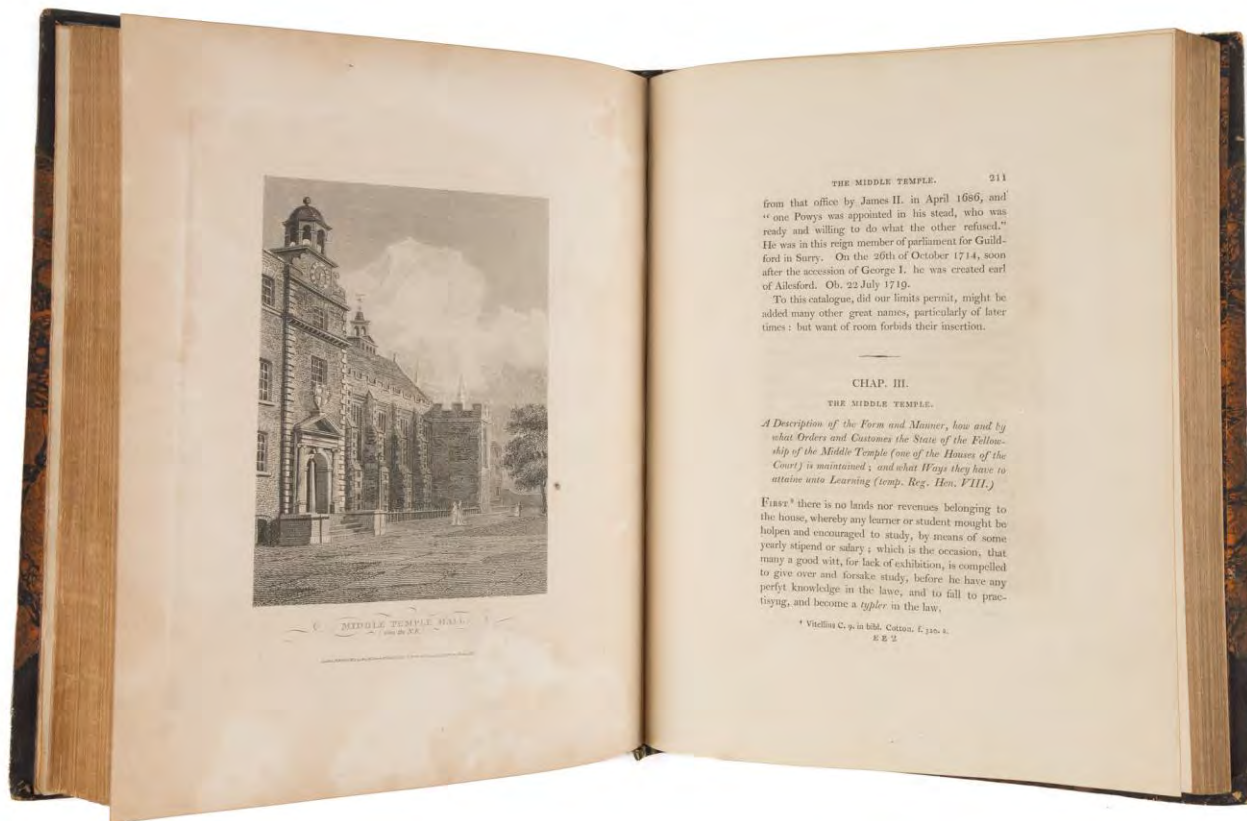 MIDDLE TEMPLE HALL,
from the N.E.
THE MIDDLE TEMPLE. 211
from that office by James II. in April 1686, and
“ one Powys was appointed in his stead, who was
ready and willing to do what the other refused.”
He was in this reign member of parliament for Guild-
ford in Surry. On the 26th of October 1714, soon
after the accession of George I. he was created earl
of Ailesford. Ob. 22 July 1719.
To this catalogue, did our limits permit, might be
added many other great names, particularly of later
times : but want of room forbids their insertion.
CHAP. III.
THE MIDDLE TEMPLE.
A Description of the Form and Manner, how and by
what Orders and Customes the State of the Fellow-
ship of the Middle Temple (one of the Houses of the
Court) is maintained ; and what Ways they have to
attaine unto Learning (temp. Reg. Hen. VIII.)
FIRST * there is no lands nor revenues belonging to
the house, whereby any learner or student mought be
holpen and encouraged to study, by means of some
yearly stipend or salary ; which is the occasion, that
many a good witt, for lack of exhibition, is compelled
to give over and forsake study, before he have any
perfyt knowledge in the lawe, and to fall to prac-
tisyug, and become a typler in the law.
* Vitellius C. 9. in bibl. Cotton. f. 320. a.
E E 2